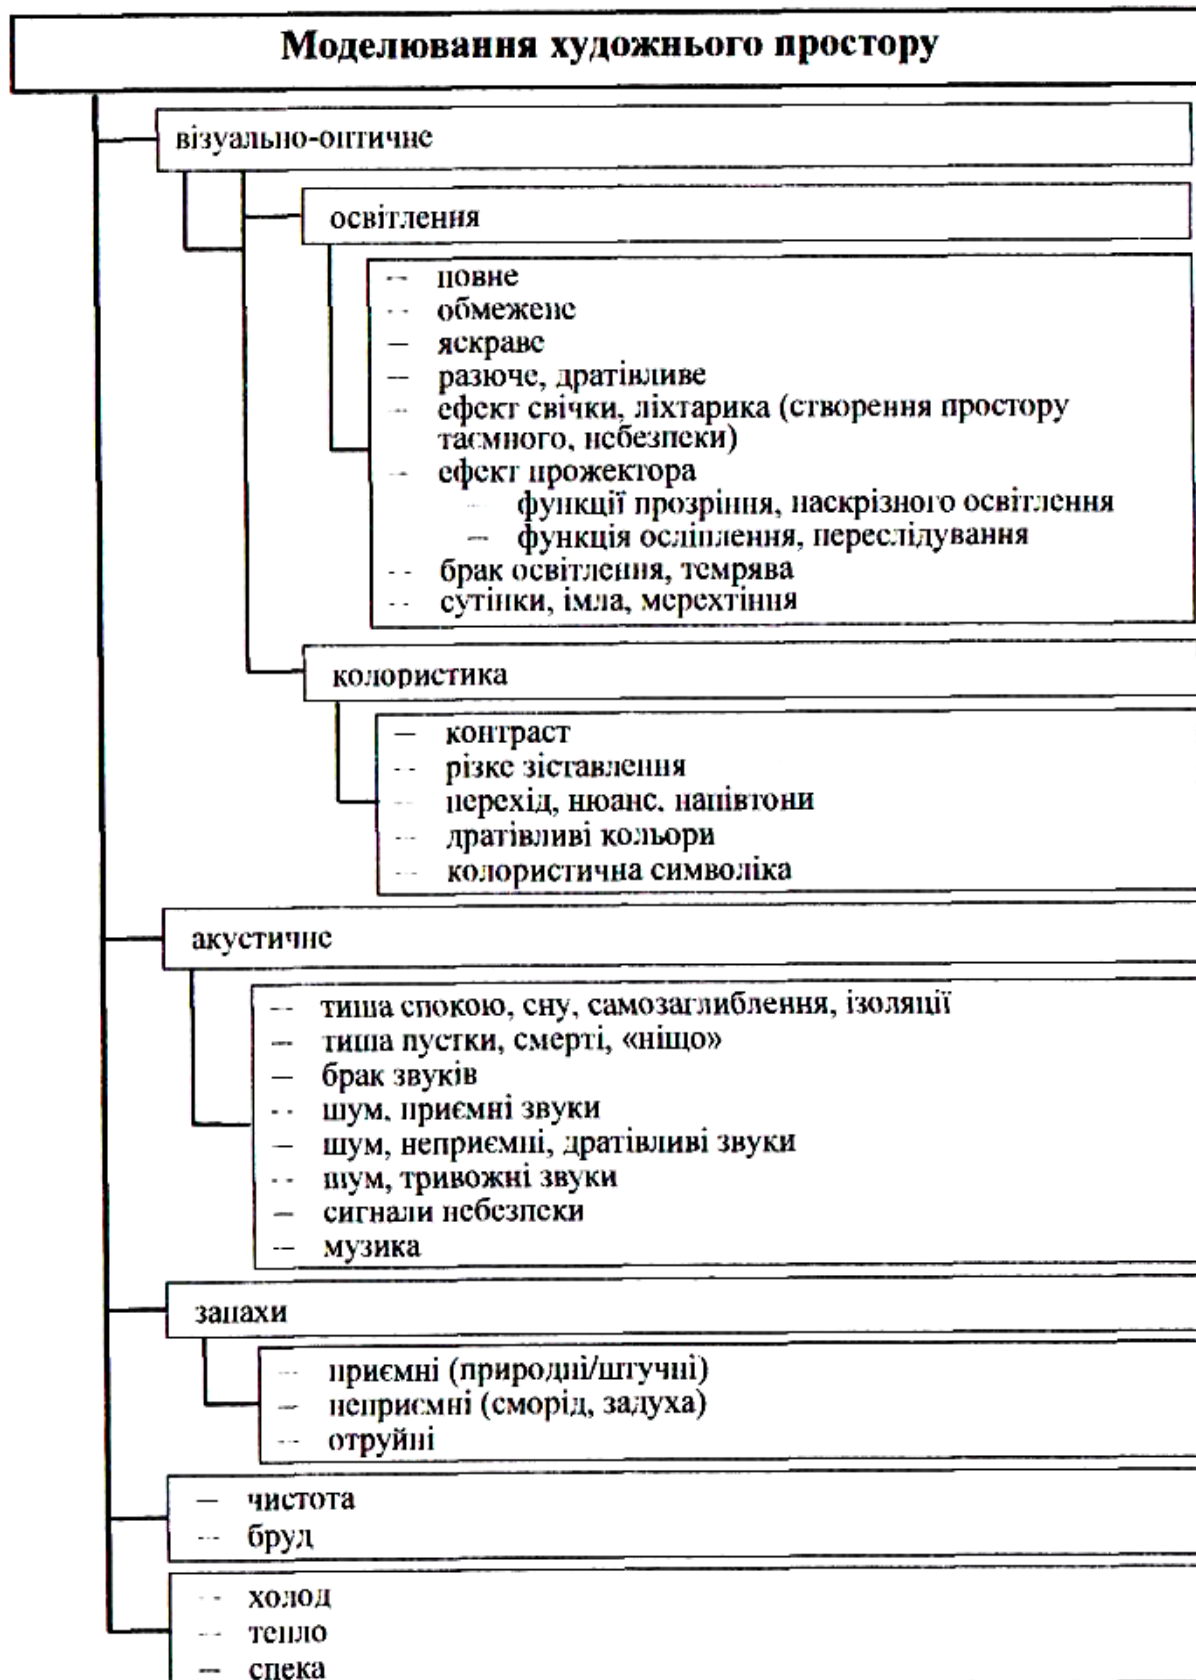 Моделювання художнього простору
візуально-оптичне
освітлення
– повне
– обмежене
– яскраве
– разюче, дратівливе
– ефект свічки, ліхтарика (створення простору
таємного, небезпеки)
– ефект прожектора
– функції прозріння, наскрізного освітлення
– функція осліплення, переслідування
– брак освітлення, темрява
– сутінки, імла, мерехтіння
колористика
– контраст
– різке зіставлення
– перехід, нюанс, напівтони
– дратівливі кольори
– колористична символіка
акустичне
– тиша спокою, сну, самозаглиблення, ізоляції
– тиша пустки, смерті, «ніщо»
– брак звуків
– шум, приємні звуки
– шум, неприємні, дратівливі звуки
– шум, тривожні звуки
– сигнали небезпеки
– музика
запахи
– приємні (природні/штучні)
– неприємні (сморід, задуха)
– отруйні
– чистота
– бруд
– холод
– тепло
– спека